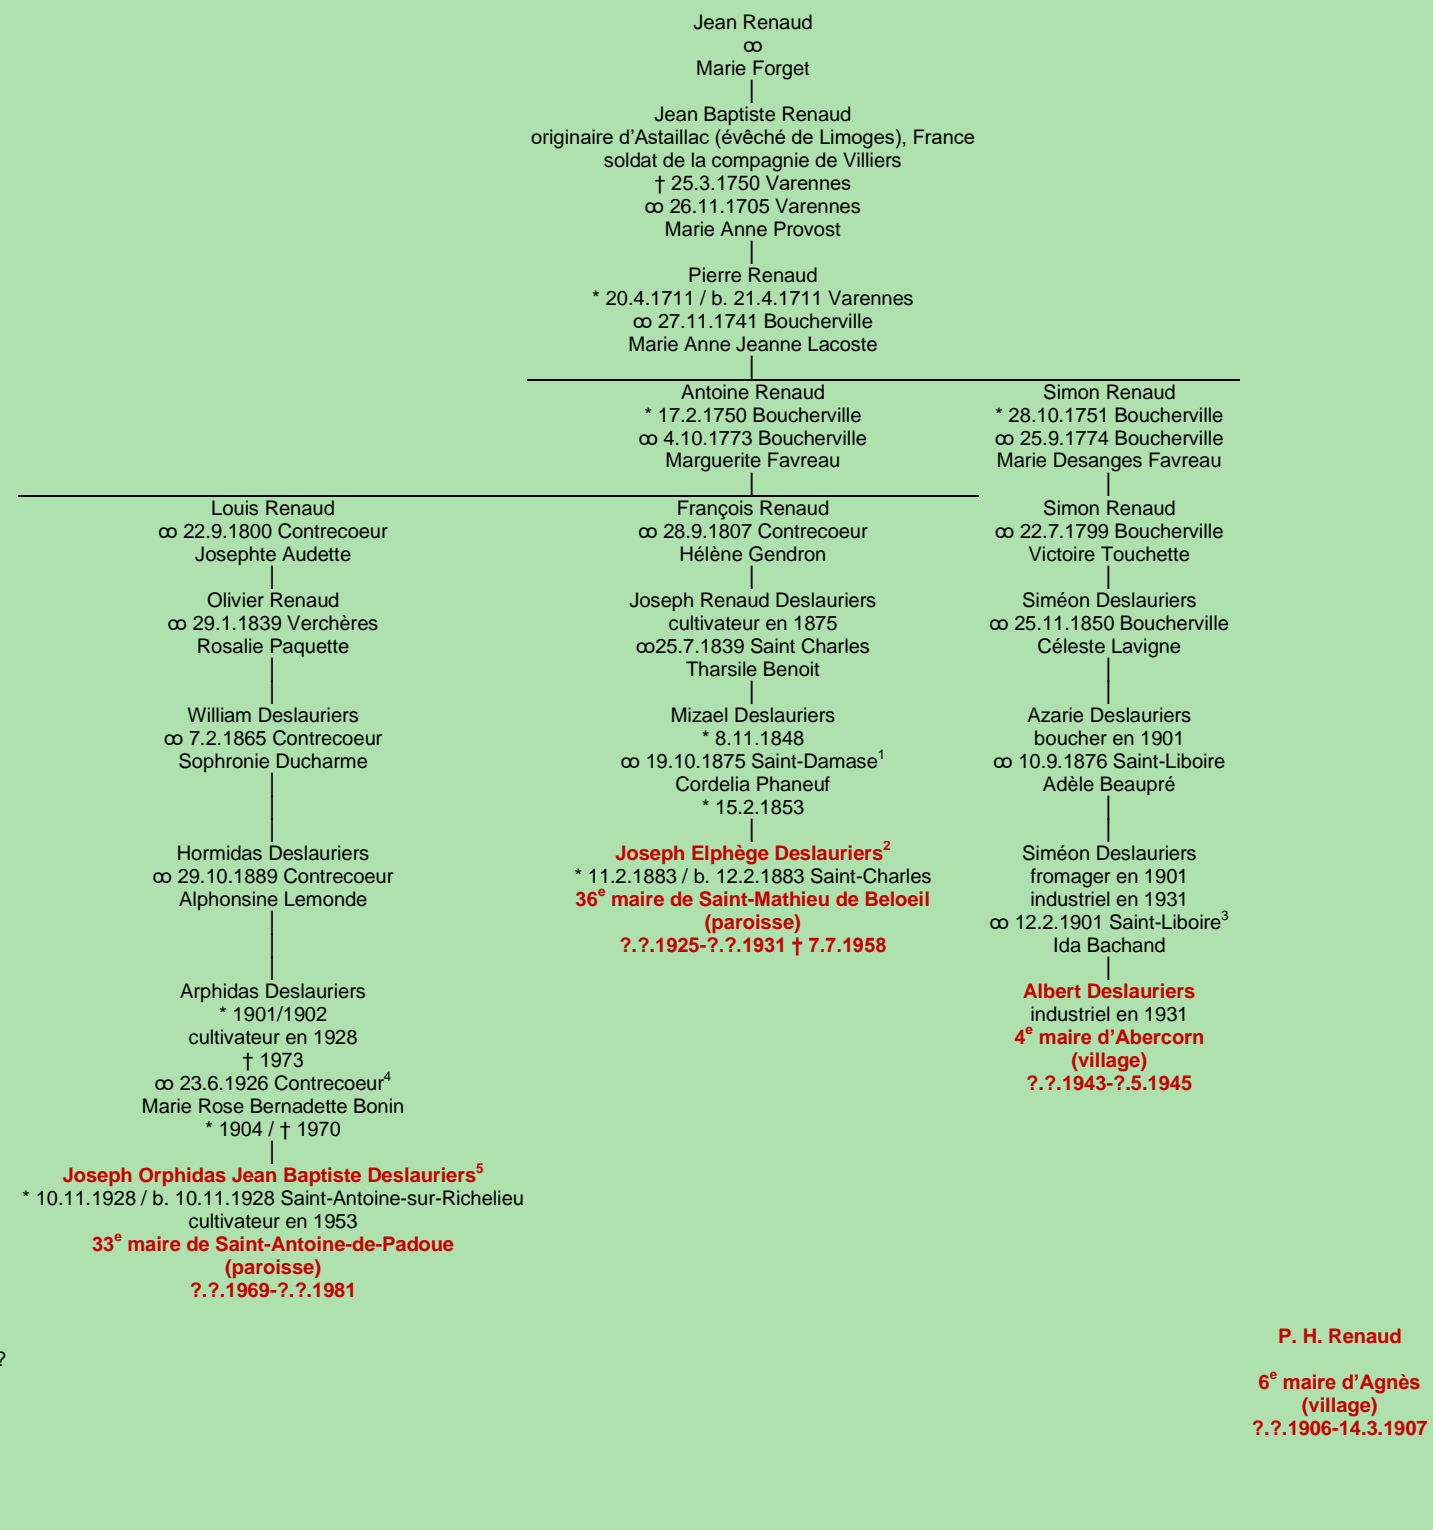 Jean Renaud
ꝏ
Marie Forget
Jean Baptiste Renaud
originaire d’Astaillac (évêché de Limoges), France
soldat de la compagnie de Villiers
† 25.3.1750 Varennes
ꝏ 26.11.1705 Varennes
Marie Anne Provost
Pierre Renaud
* 20.4.1711 / b. 21.4.1711 Varennes
ꝏ 27.11.1741 Boucherville
Marie Anne Jeanne Lacoste
Antoine Renaud
* 17.2.1750 Boucherville
ꝏ 4.10.1773 Boucherville
Marguerite Favreau
Simon Renaud
* 28.10.1751 Boucherville
ꝏ 25.9.1774 Boucherville
Marie Desanges Favreau
Louis Renaud
ꝏ 22.9.1800 Contrecoeur
Josephte Audette
Olivier Renaud
ꝏ 29.1.1839 Verchères
Rosalie Paquette
William Deslauriers
ꝏ 7.2.1865 Contrecoeur
Sophronie Ducharme
Hormidas Deslauriers
ꝏ 29.10.1889 Contrecoeur
Alphonsine Lemonde
Arphidas Deslauriers
* 1901/1902
cultivateur en 1928
† 1973
ꝏ 23.6.1926 Contrecoeur⁴
Marie Rose Bernadette Bonin
* 1904 / † 1970
Joseph Orphidas Jean Baptiste Deslauriers⁵
* 10.11.1928 / b. 10.11.1928 Saint-Antoine-sur-Richelieu
cultivateur en 1953
33ᵉ maire de Saint-Antoine-de-Padoue
(paroisse)
?.?.1969-?.?.1981
François Renaud
ꝏ 28.9.1807 Contrecoeur
Hélène Gendron
Joseph Renaud Deslauriers
cultivateur en 1875
ꝏ25.7.1839 Saint Charles
Tharsile Benoit
Mizael Deslauriers
* 8.11.1848
ꝏ 19.10.1875 Saint-Damase¹
Cordelia Phaneuf
* 15.2.1853
Joseph Elphège Deslauriers²
* 11.2.1883 / b. 12.2.1883 Saint-Charles
36ᵉ maire de Saint-Mathieu de Beloeil
(paroisse)
?.?.1925-?.?.1931 † 7.7.1958
Simon Renaud
ꝏ 22.7.1799 Boucherville
Victoire Touchette
Siméon Deslauriers
ꝏ 25.11.1850 Boucherville
Céleste Lavigne
Azarie Deslauriers
boucher en 1901
ꝏ 10.9.1876 Saint-Liboire
Adèle Beaupré
Siméon Deslauriers
fromager en 1901
industriel en 1931
ꝏ 12.2.1901 Saint-Liboire³
Ida Bachand
Albert Deslauriers
industriel en 1931
4ᵉ maire d’Abercorn
(village)
?.?.1943-?.5.1945
P. H. Renaud
?
6ᵉ maire d’Agnès
(village)
?.?.1906-14.3.1907